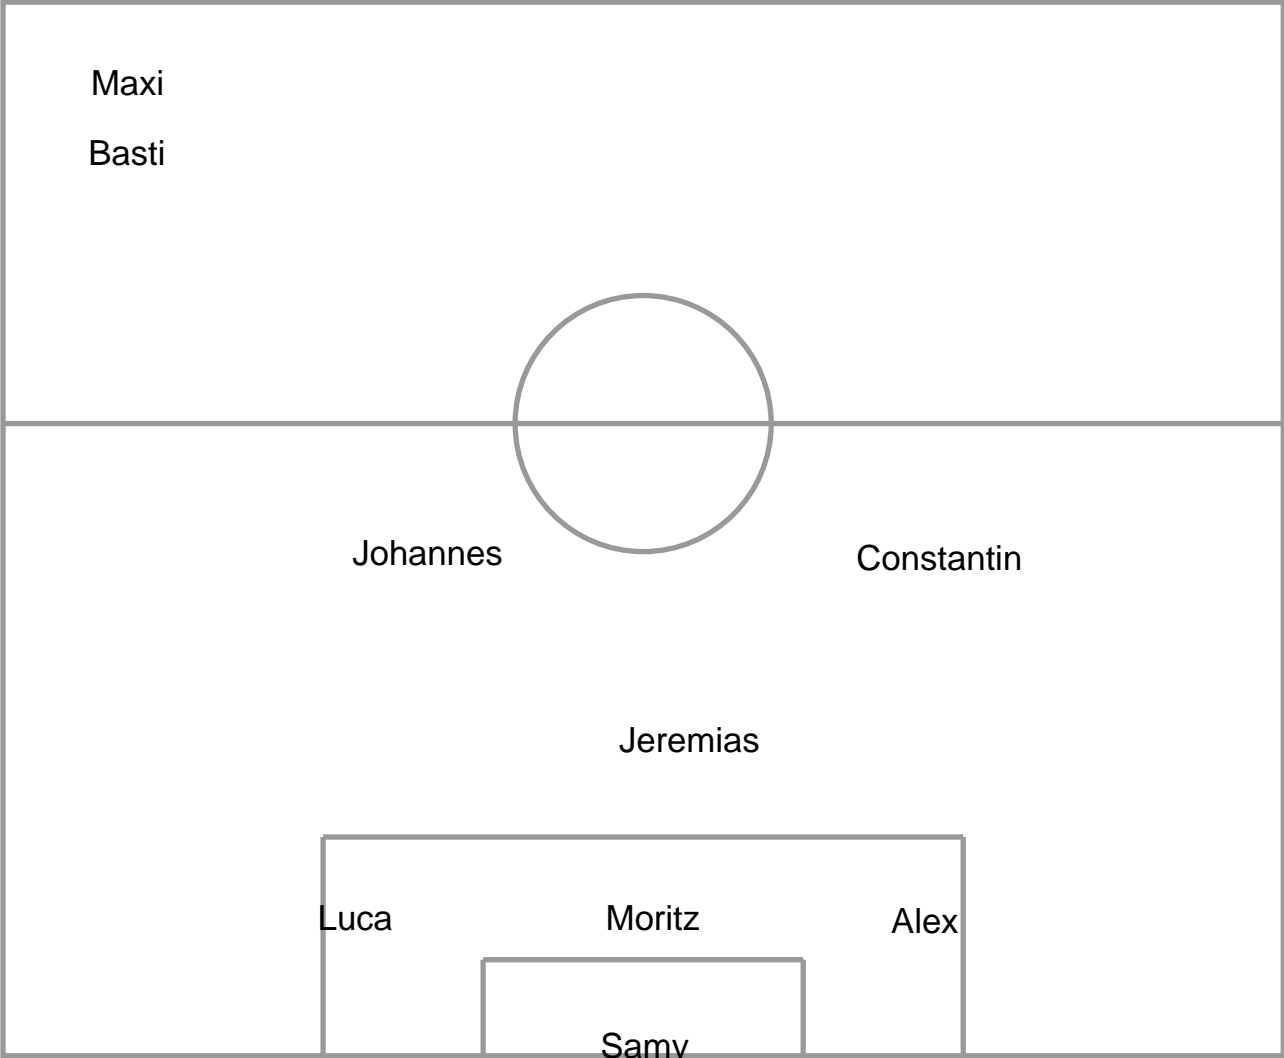 Maxi
Basti
Johannes
Constantin
Jeremias
Luca
Moritz
Alex
Samy